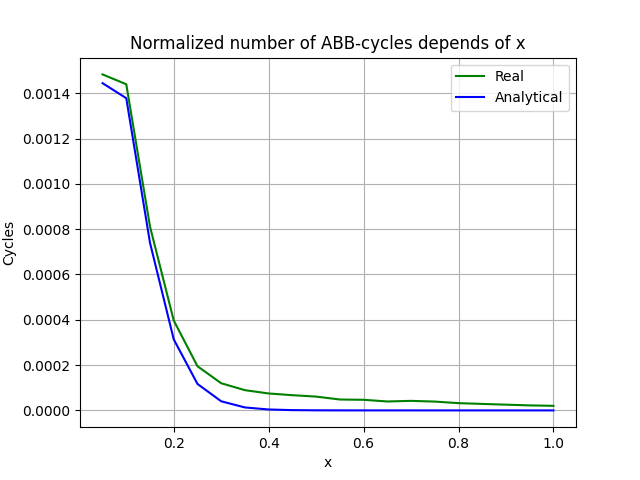 Normalized number of ABB-cycles depends of x
Real
Analytical
0.0014
0.0012
0.0010
0.0008
0.0006
0.0004
0.0002
0.0000
Cycles
0.2 0.4 0.6 0.8 1.0
x